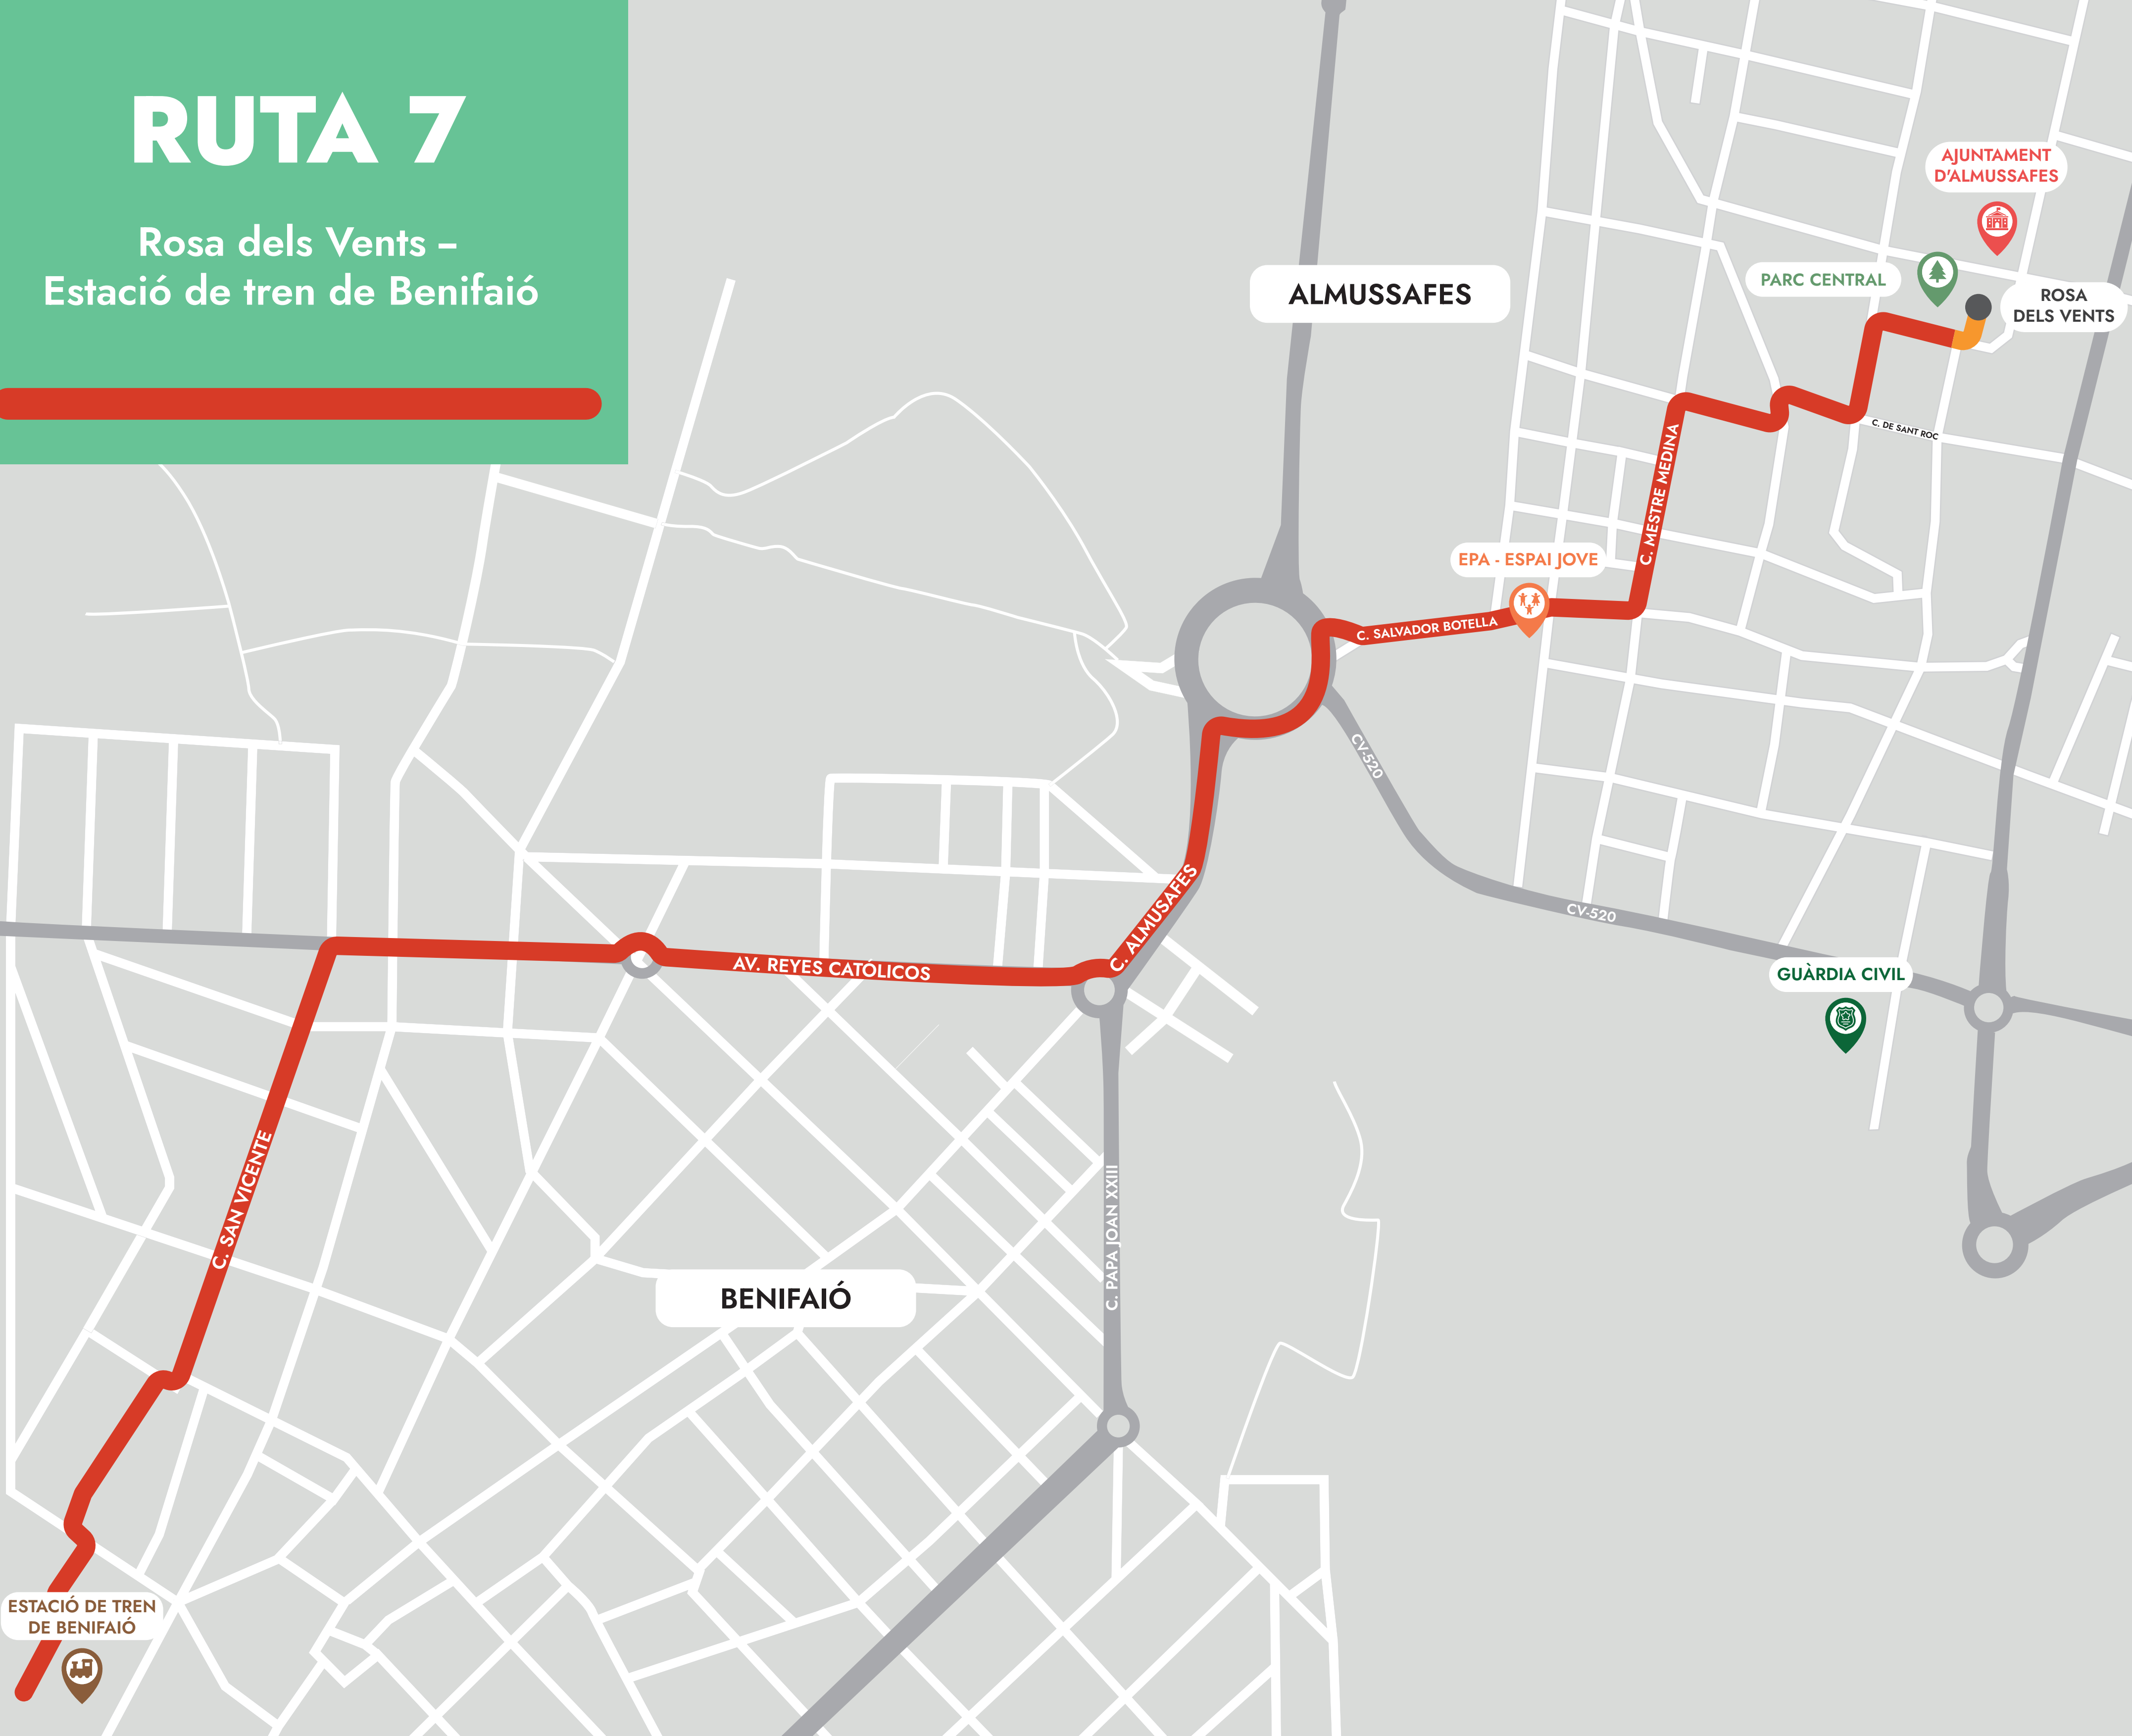 RUTA 7
Rosa dels Vents –
Estació de tren de Benifaió
AJUNTAMENT
D'ALMUSSAFES
PARC CENTRAL
ROSA
DELS VENTS
ALMUSSAFES
C. DE SANT ROC
C. MESTRE MEDINA
EPA - ESPAI JOVE
C. SALVADOR BOTELLA
CV-520
CV-520
C. ALMUSAFES
AV. REYES CATÓLICOS
GUÀRDIA CIVIL
C. SAN VICENTE
C. PAPA JOAN XXIII
BENIFAIÓ
ESTACIÓ DE TREN
DE BENIFAIÓ